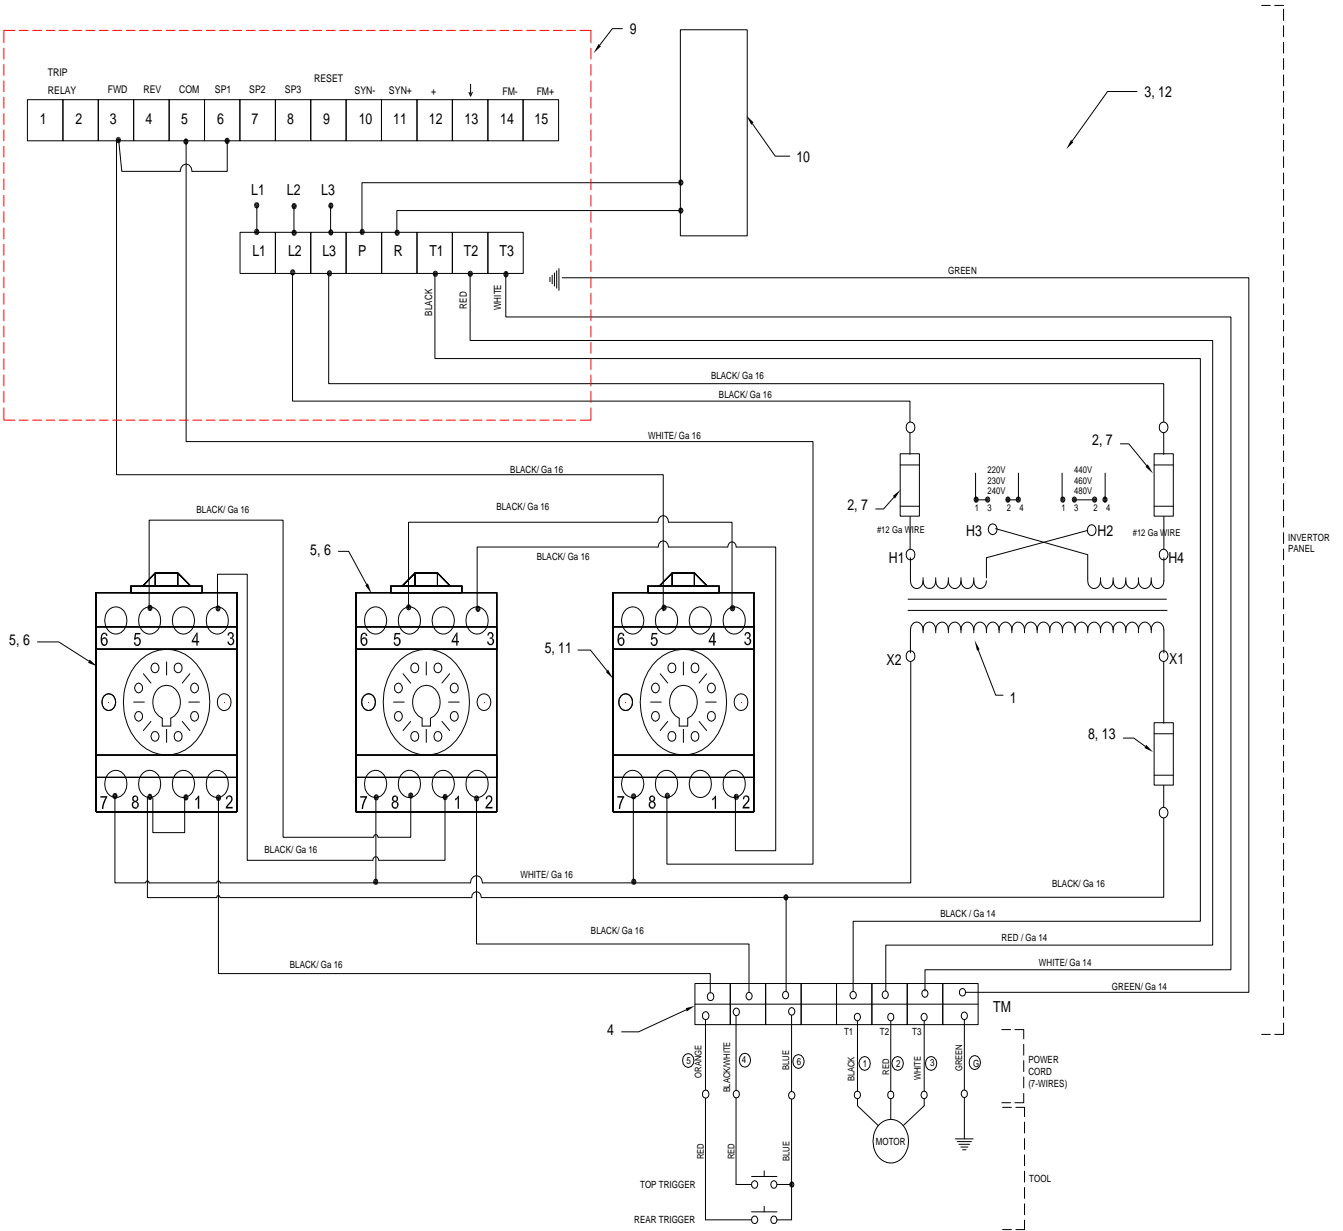 9
TRIP
RELAY FWD REV COM SP1 SP2 SP3 RESET SYN- SYN+ + ↓ FM- FM+
1 2 3 4 5 6 7 8 9 10 11 12 13 14 15
3, 12
10
L1 L2 L3
L1 L2 L3 P R T1 T2 T3
BLACK RED WHITE
GREEN
BLACK/ Ga 16
BLACK/ Ga 16
WHITE/ Ga 16
BLACK/ Ga 16
BLACK/ Ga 16
BLACK/ Ga 16
BLACK/ Ga 16
2, 7
2, 7
220V
230V
240V
1 3 2 4
440V
460V
480V
1 3 2 4
#12 Ga WIRE
#12 Ga WIRE
H1 H3 H2 H4
INVERTOR
PANEL
5, 6
5, 6
5, 11
6 5 4 3
6 5 4 3
6 5 4 3
X2 X1
1
8, 13
7 8 1 2
7 8 1 2
7 8 1 2
BLACK/ Ga 16
WHITE/ Ga 16
BLACK/ Ga 16
BLACK / Ga 14
BLACK/ Ga 16
RED / Ga 14
BLACK/ Ga 16
WHITE/ Ga 14
GREEN/ Ga 14
TM
4
T1 T2 T3
5 ORANGE
BLACK/WHITE 4
BLUE 6
BLACK 1
RED 2
WHITE 3
GREEN G
POWER
CORD
(7-WIRES)
RED RED BLUE
MOTOR
TOP TRIGGER
REAR TRIGGER
TOOL